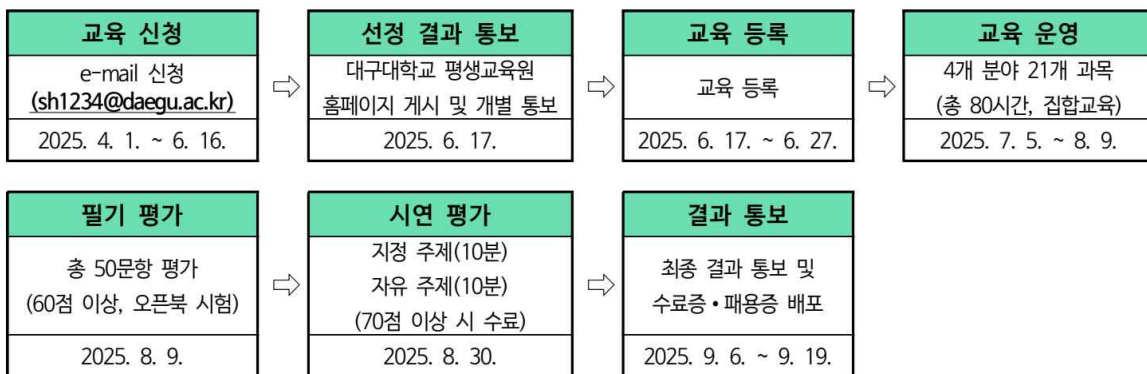 교육 신청
e-mail 신청
(sh1234@daegu.ac.kr)
2025. 4. 1. ~ 6. 16.
선정 결과 통보
대구대학교 평생교육원
홈페이지 게시 및 개별 통보
2025. 6. 17.
교육 등록
교육 등록
2025. 6. 17. ~ 6. 27.
교육 운영
4개 분야 21개 과목
(총 80시간, 집합교육)
2025. 7. 5. ~ 8. 9.
필기 평가
총 50문항 평가
(60점 이상, 오픈북 시험)
2025. 8. 9.
시연 평가
지정 주제(10분)
자유 주제(10분)
(70점 이상 시 수료)
2025. 8. 30.
결과 통보
최종 결과 통보 및
수료증•패용증 배포
2025. 9. 6. ~ 9. 19.